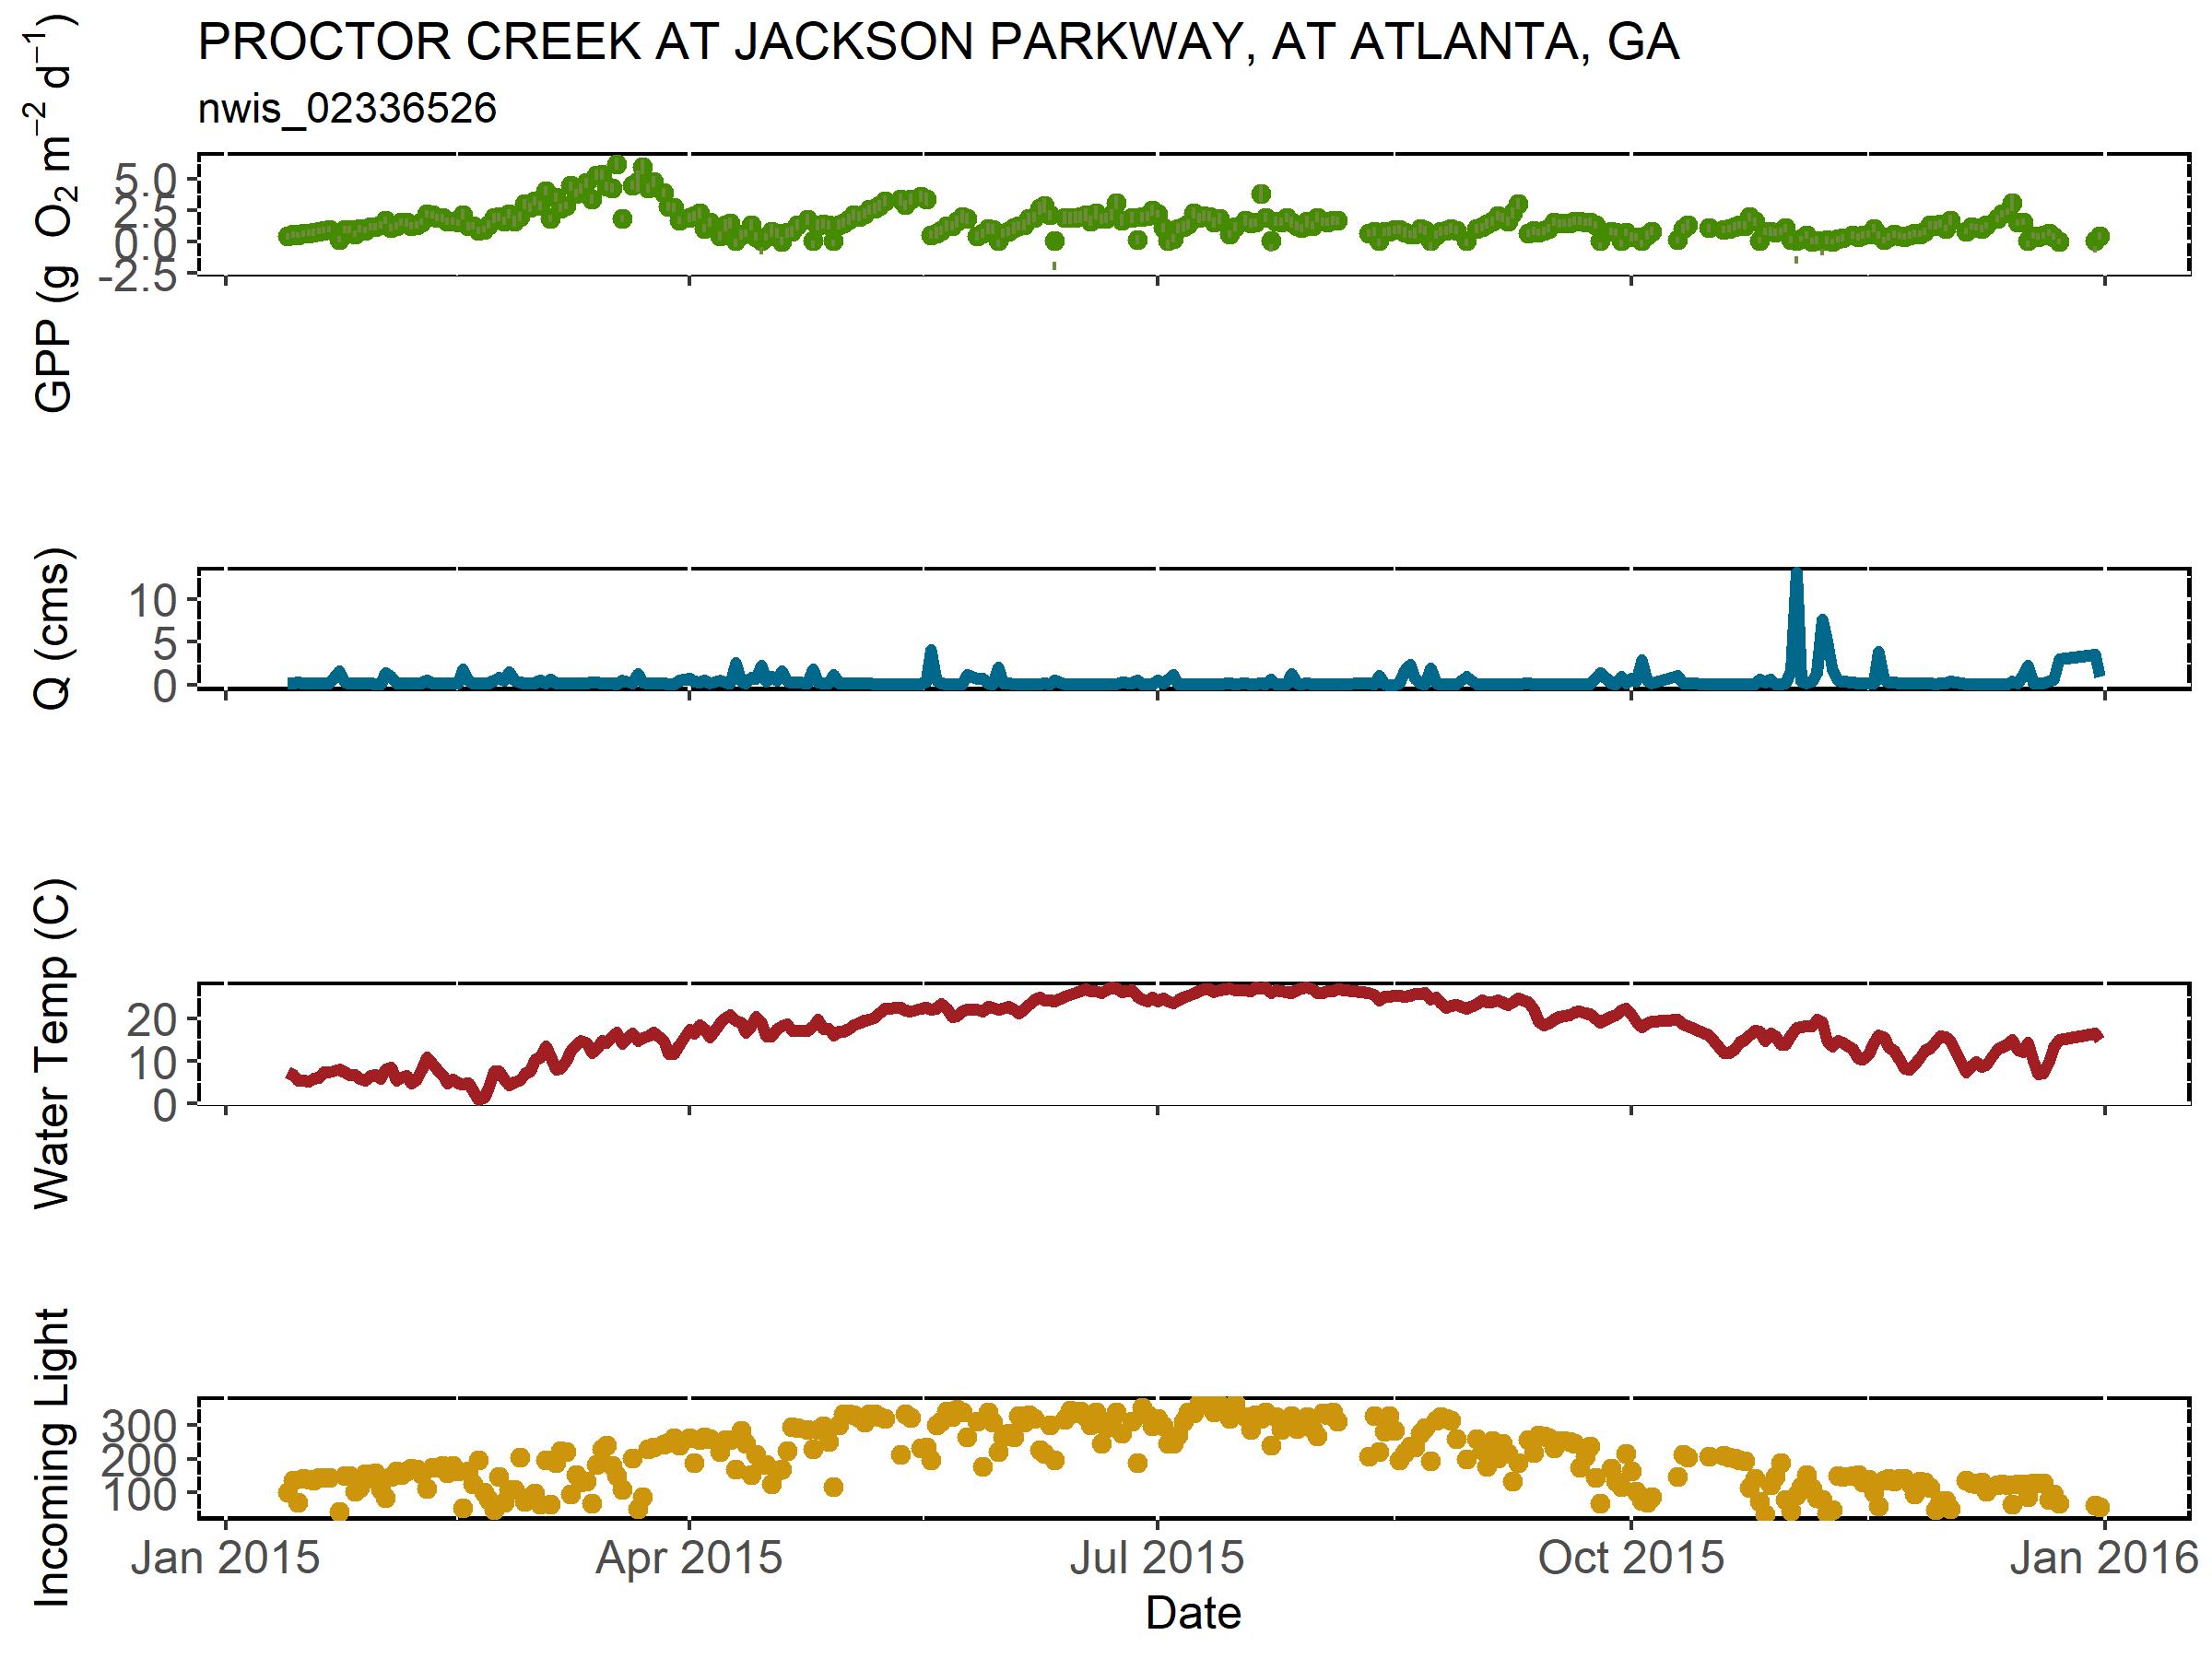 PROCTOR CREEK AT JACKSON PARKWAY, AT ATLANTA, GA
nwis_02336526
GPP (g O₂ m⁻² d⁻¹)
5.0
2.5
0.0
-2.5
Q (cms)
10
5
0
Water Temp (C)
20
10
0
Incoming Light
300
200
100
Jan 2015 Apr 2015 Jul 2015 Oct 2015 Jan 2016
Date